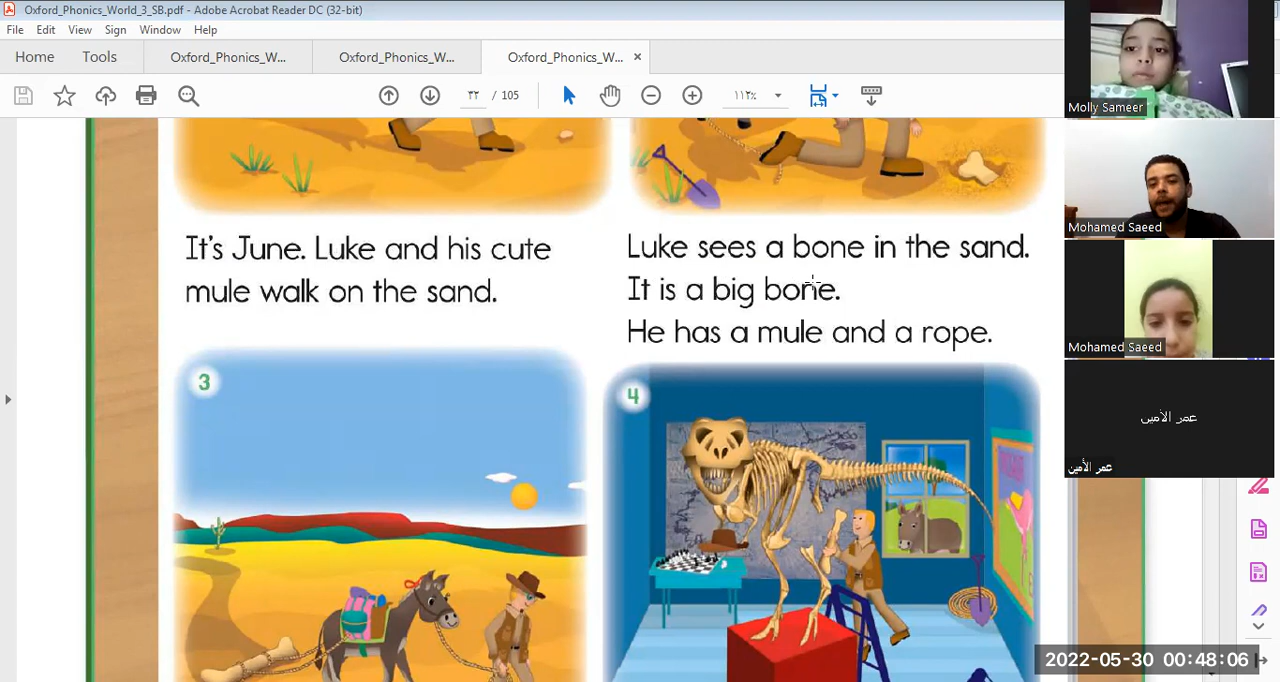 Oxford_Phonics_World_3_SB.pdf - Adobe Acrobat Reader DC (32-bit)
File Edit View Sign Window Help
Home Tools Oxford_Phonics_W... Oxford_Phonics_W... Oxford_Phonics_W... ×
٣٢ / 105 ١١٢٪
It's June. Luke and his cute
mule walk on the sand.
Luke sees a bone in the sand.
It is a big bone.
He has a mule and a rope.
3
4
Molly Sameer
Mohamed Saeed
Mohamed Saeed
عمر الأمين
عمر الأمين
2022-05-30 00:48:06